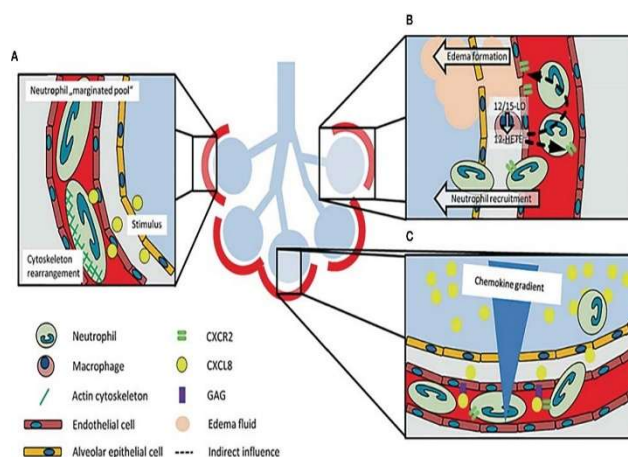 A
Neutrophil „marginated pool“
Stimulus
Cytoskeleton
rearrangement
B
Edema formation
12/15-LO
12-HETE
Neutrophil recruitment
C
Chemokine gradient
Neutrophil
Macrophage
Actin cytoskeleton
Endothelial cell
Alveolar epithelial cell
CXCR2
CXCL8
GAG
Edema fluid
Indirect influence